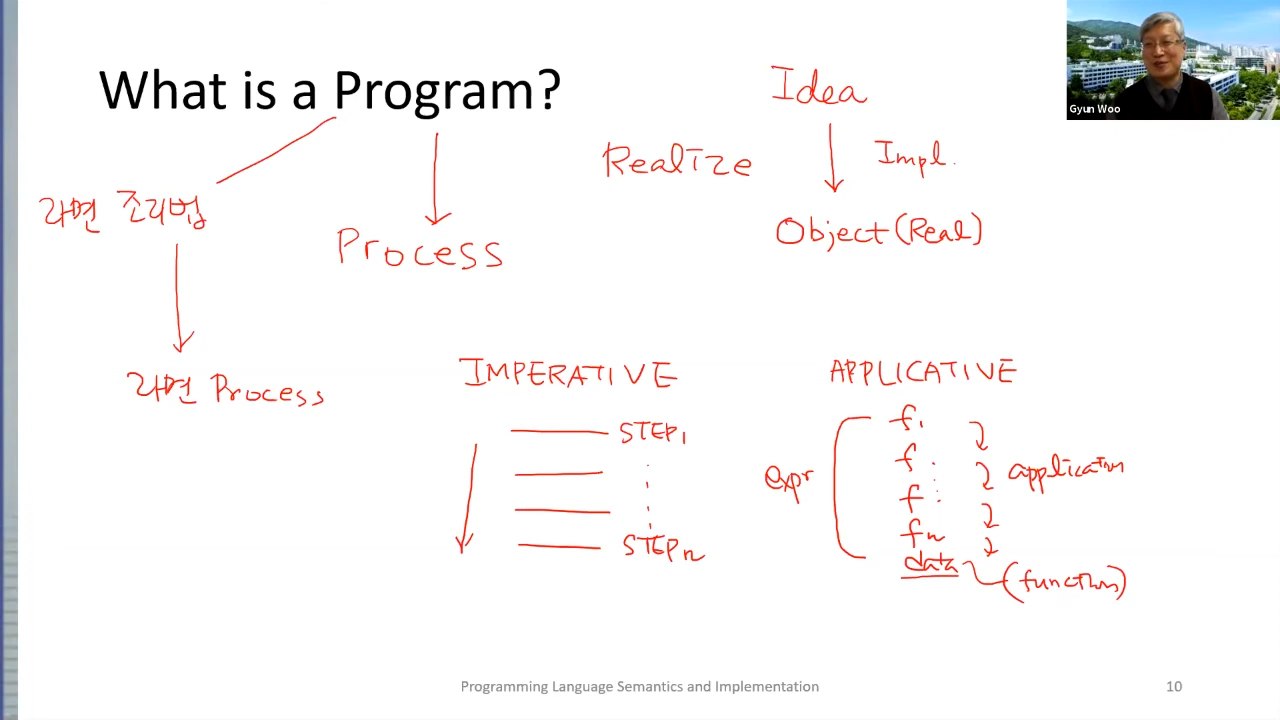 What is a Program?
Gyun Woo
Idea
Realize
Impl.
Object (Real)
라면 조리법
Process
라면 Process
IMPERATIVE
STEP1
STEPn
APPLICATIVE
f1
f
f
fn
data
expr
application
(functions)
Programming Language Semantics and Implementation
10